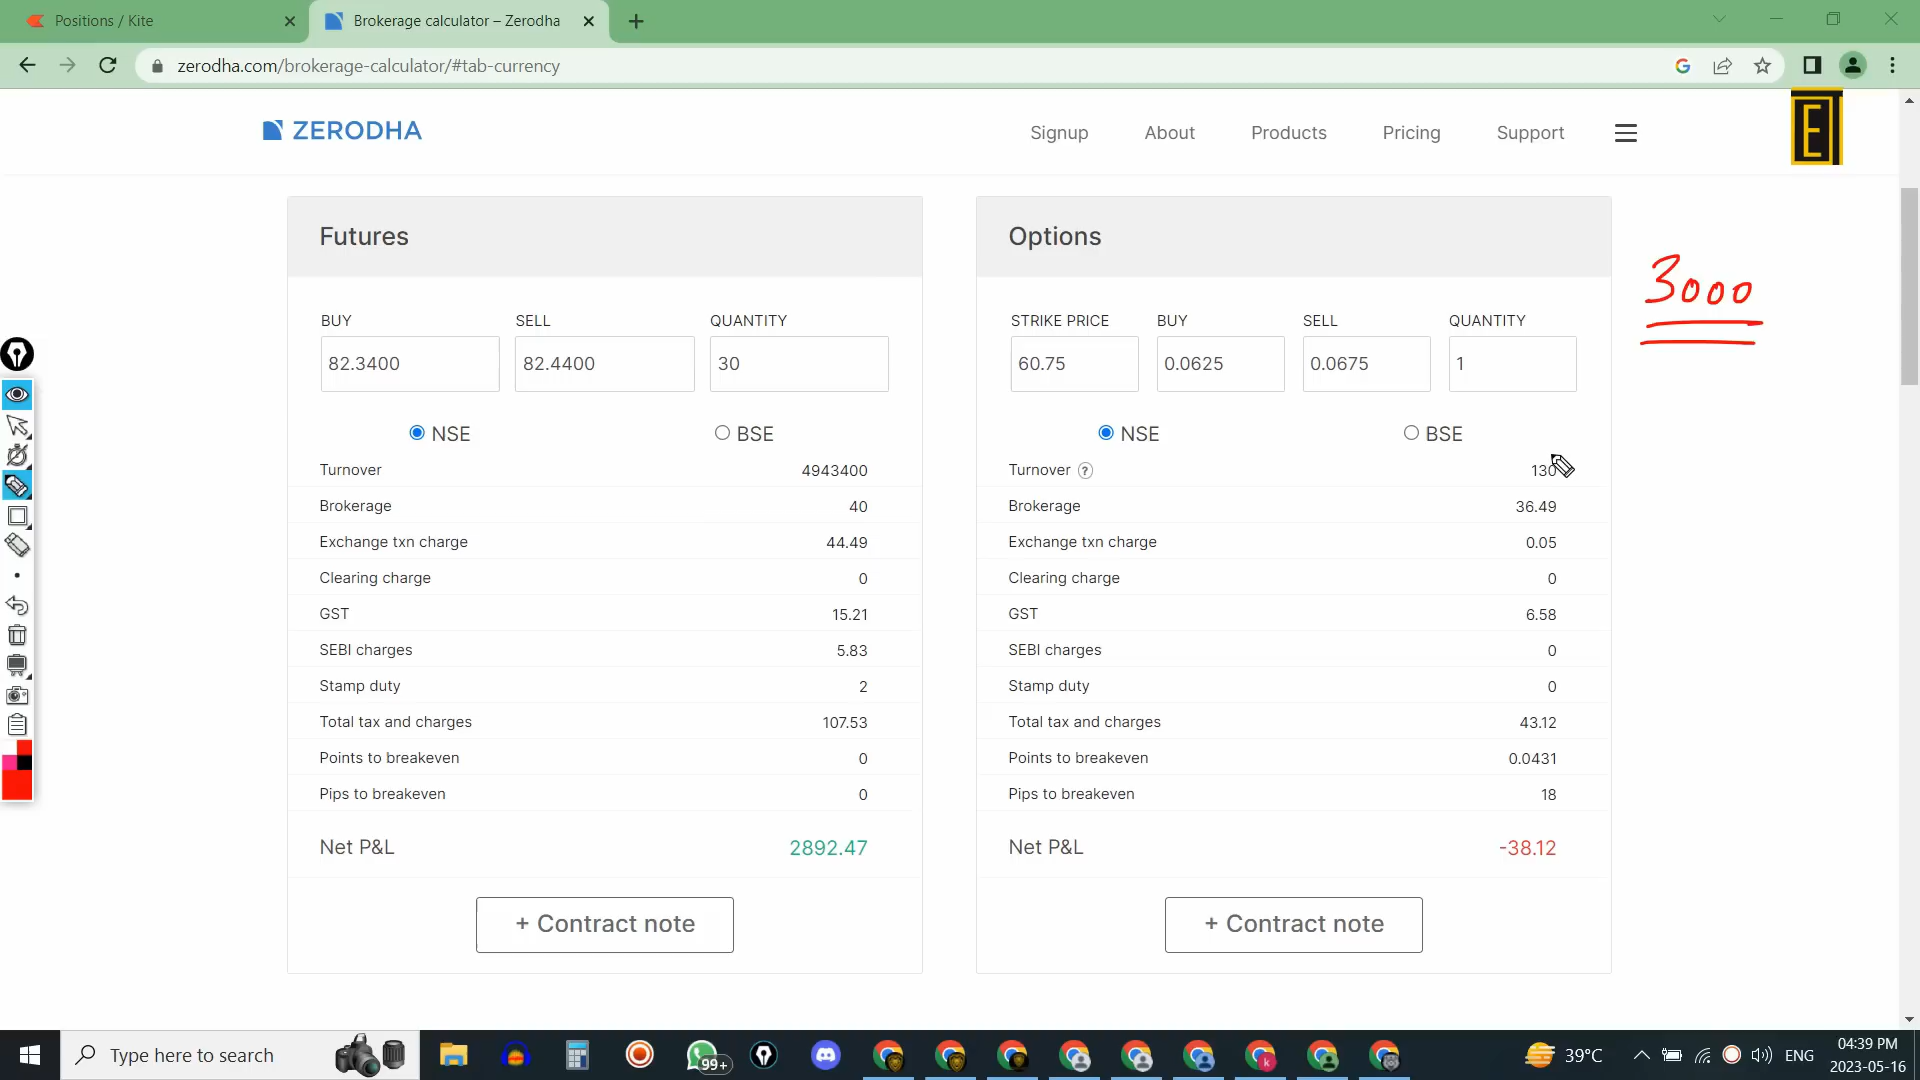 Positions / Kite
Brokerage calculator – Zerodha
zerodha.com/brokerage-calculator/#tab-currency
ZERODHA
Signup About Products Pricing Support
E
Futures
BUY SELL QUANTITY
82.3400 82.4400 30
NSE BSE
Turnover 4943400
Brokerage 40
Exchange txn charge 44.49
Clearing charge 0
GST 15.21
SEBI charges 5.83
Stamp duty 2
Total tax and charges 107.53
Points to breakeven 0
Pips to breakeven 0
Net P&L 2892.47
+ Contract note
Options
STRIKE PRICE BUY SELL QUANTITY
60.75 0.0625 0.0675 1
NSE BSE
Turnover ? 130
Brokerage 36.49
Exchange txn charge 0.05
Clearing charge 0
GST 6.58
SEBI charges 0
Stamp duty 0
Total tax and charges 43.12
Points to breakeven 0.0431
Pips to breakeven 18
Net P&L -38.12
+ Contract note
3000
Type here to search
99+
k
39°C
ENG
04:39 PM
2023-05-16